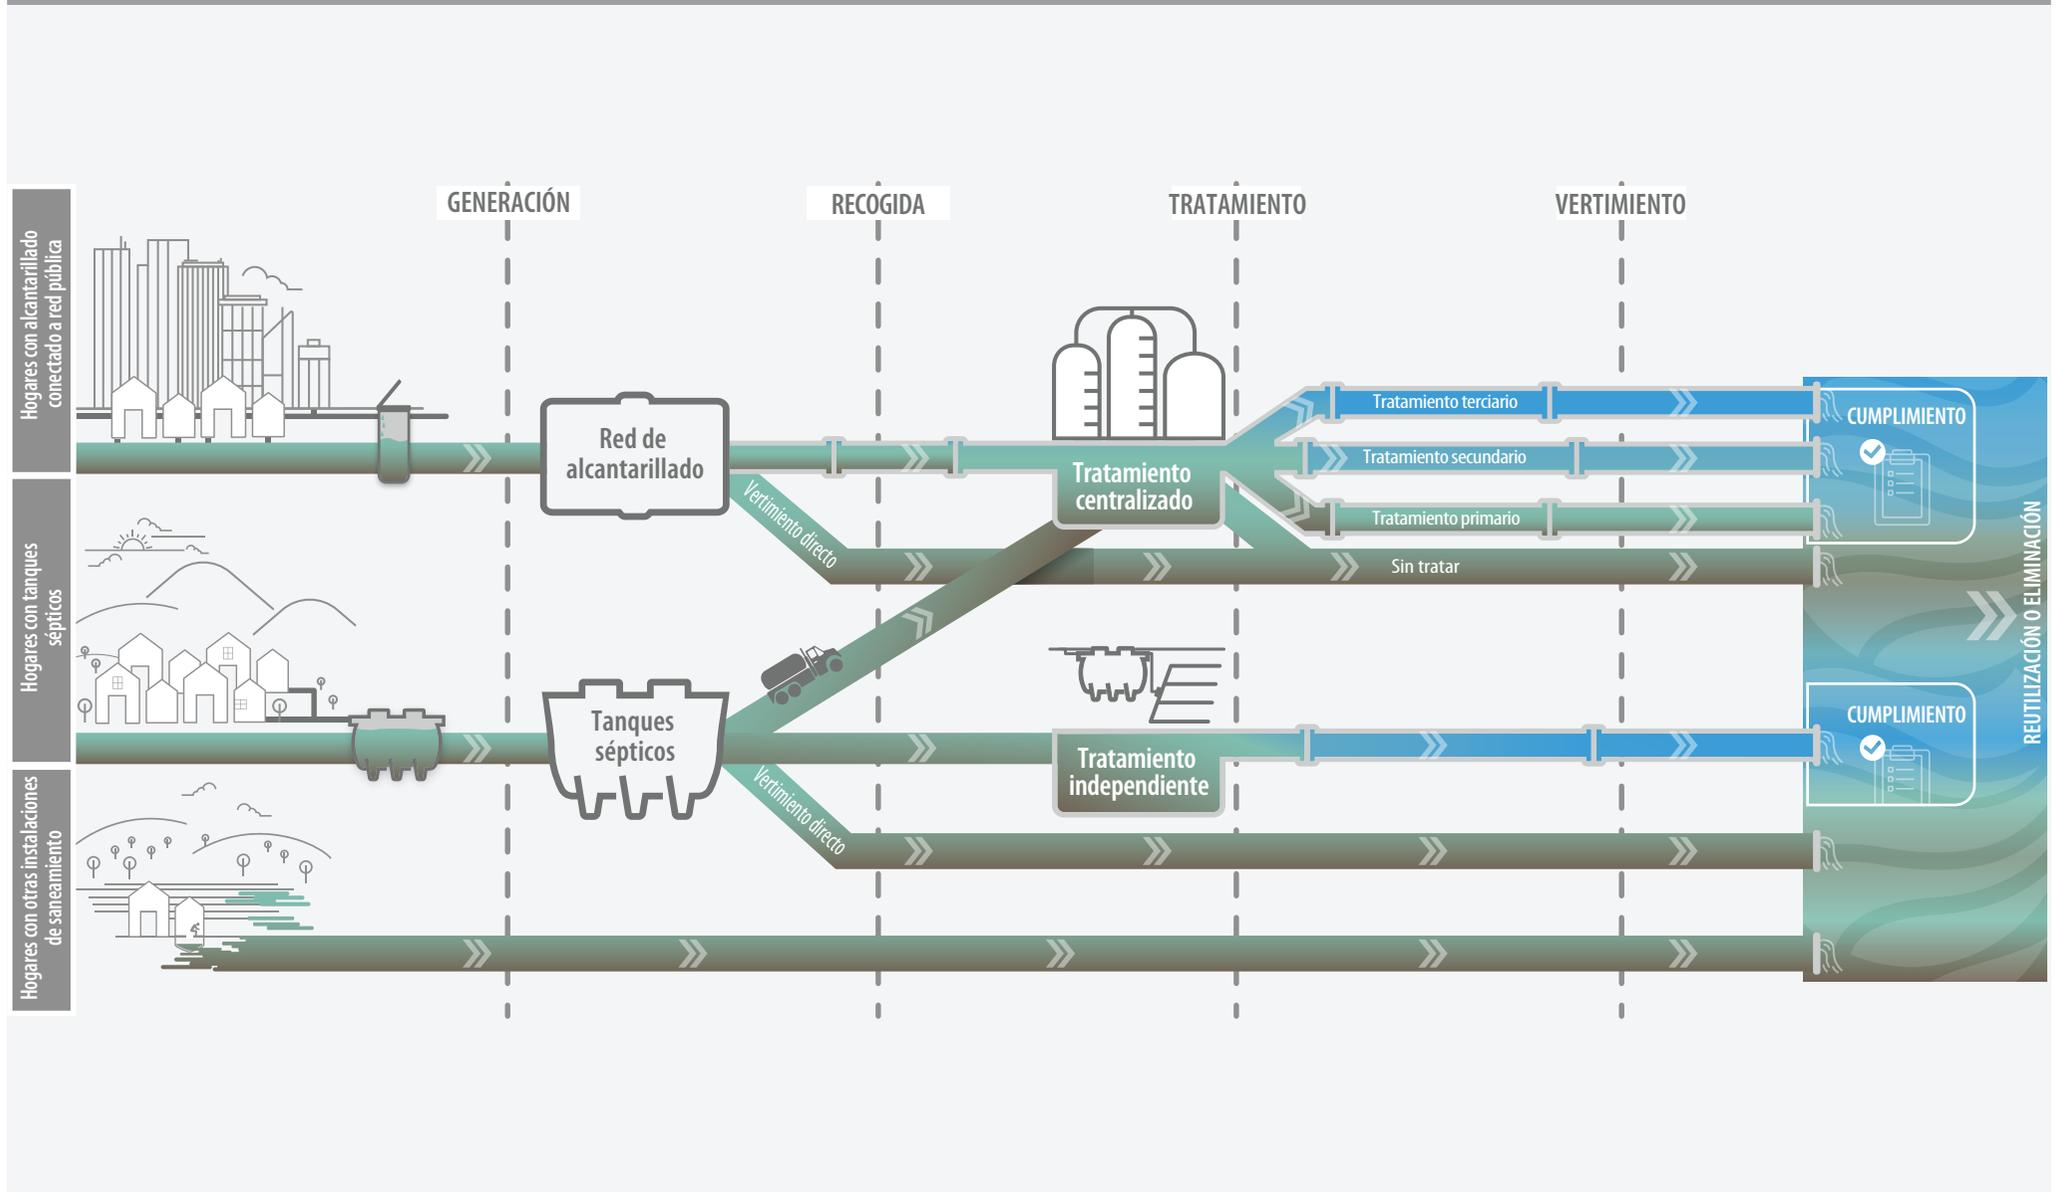 GENERACIÓN
RECOGIDA
TRATAMIENTO
VERTIMIENTO
Hogares con alcantarillado
conectado a red pública
Red de
alcantarillado
Vertimiento directo
Tratamiento
centralizado
Tratamiento terciario
Tratamiento secundario
Tratamiento primario
Sin tratar
CUMPLIMIENTO
Hogares con tanques
sépticos
Tanques
sépticos
Vertimiento directo
Tratamiento
independiente
CUMPLIMIENTO
REUTILIZACIÓN O ELIMINACIÓN
Hogares con otras instalaciones
de saneamiento